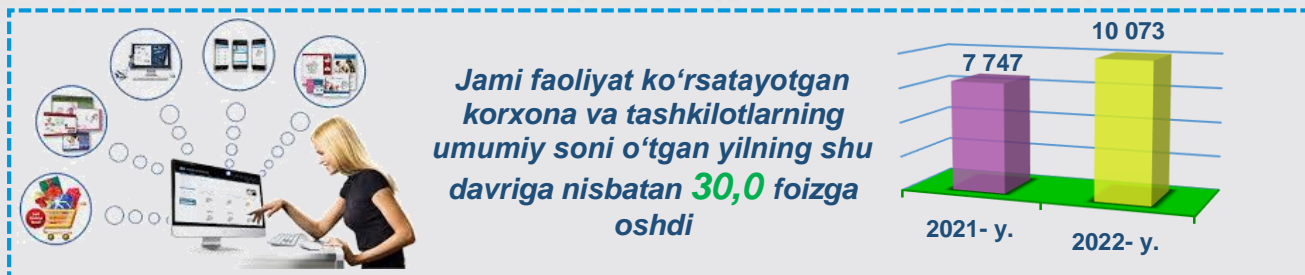 Jami faoliyat ko‘rsatayotgan
korxona va tashkilotlarning
umumiy soni o‘tgan yilning shu
davriga nisbatan 30,0 foizga
oshdi
7 747
10 073
2021- y.
2022- y.